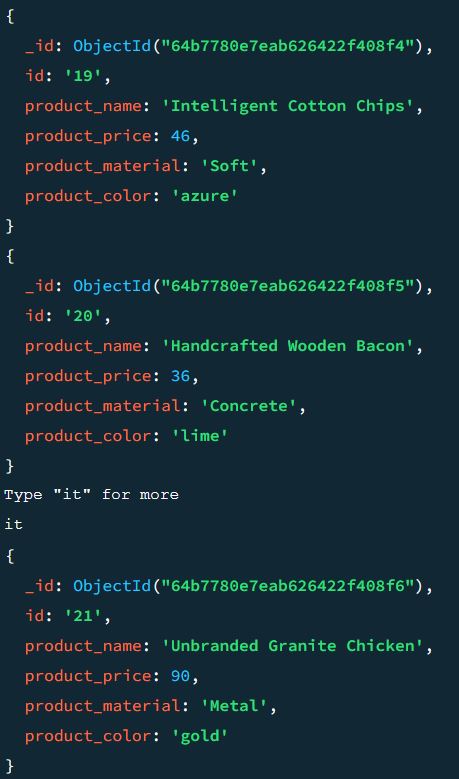 {
  _id: ObjectId("64b7780e7eab626422f408f4"),
  id: '19',
  product_name: 'Intelligent Cotton Chips',
  product_price: 46,
  product_material: 'Soft',
  product_color: 'azure'
}
{
  _id: ObjectId("64b7780e7eab626422f408f5"),
  id: '20',
  product_name: 'Handcrafted Wooden Bacon',
  product_price: 36,
  product_material: 'Concrete',
  product_color: 'lime'
}
Type "it" for more
it
{
  _id: ObjectId("64b7780e7eab626422f408f6"),
  id: '21',
  product_name: 'Unbranded Granite Chicken',
  product_price: 90,
  product_material: 'Metal',
  product_color: 'gold'
}